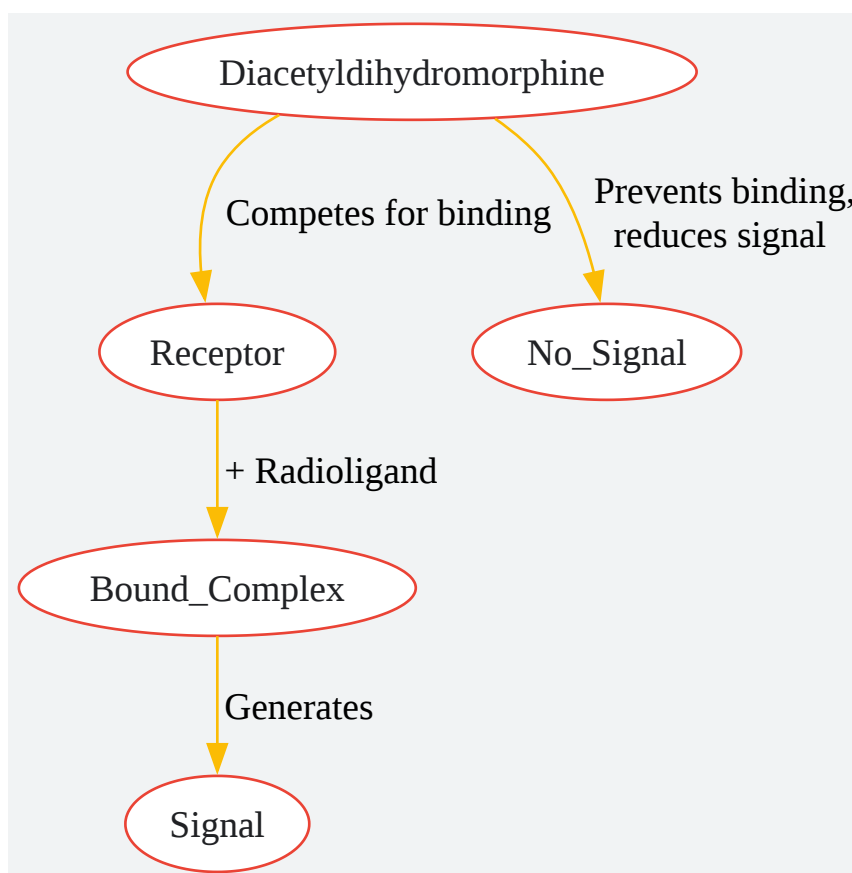 Diacetyldihydromorphine
Competes for binding
Prevents binding,
reduces signal
Receptor
No_Signal
+ Radioligand
Bound_Complex
Generates
Signal